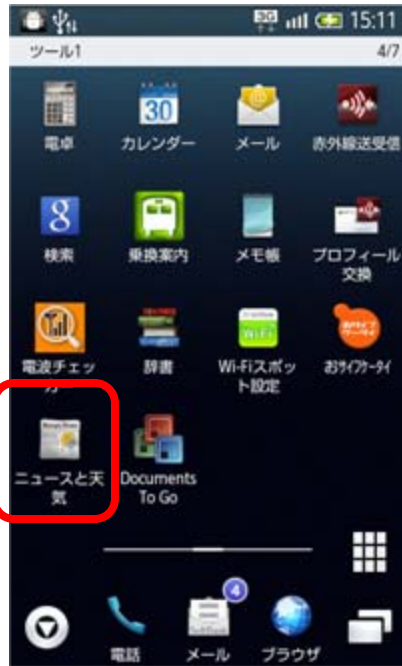 3G 15:11
ツール1 4/7
30
電卓 カレンダー メール 赤外線送受信
8
検索 乗換案内 メモ帳 プロフィール
交換
WiFi
電波チェッ 辞書 Wi-Fiスポッ おサイフケータイ
カー ト設定
ニュースと天 Documents
気 To Go
4
電話 メール ブラウザ